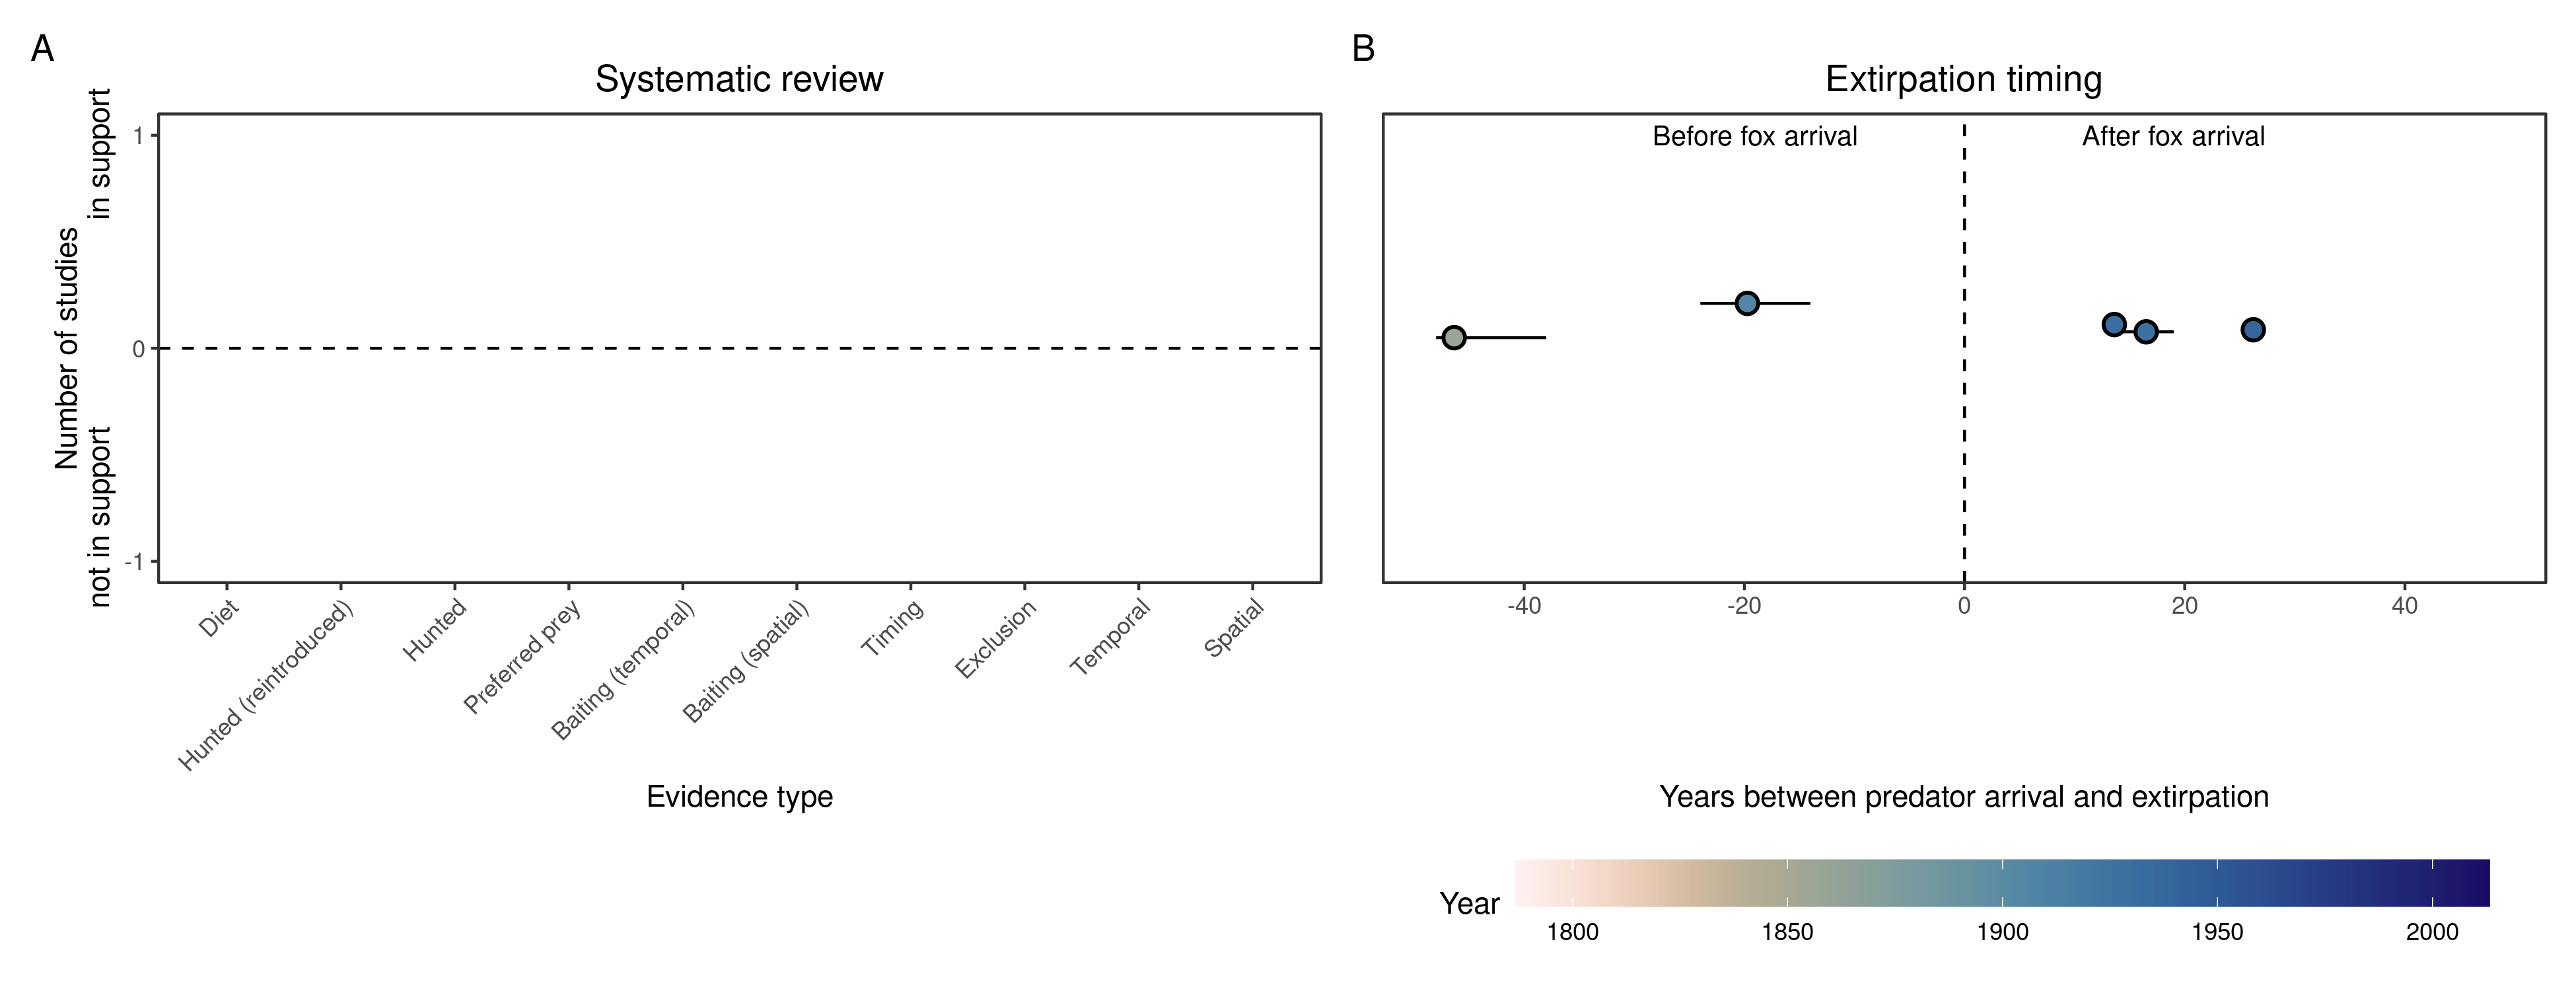 A
Systematic review
Number of studies
not in support
in support
1
0
-1
Diet
Hunted (reintroduced)
Hunted
Preferred prey
Baiting (temporal)
Baiting (spatial)
Timing
Exclusion
Temporal
Spatial
Evidence type
B
Extirpation timing
Before fox arrival
After fox arrival
-40
-20
0
20
40
Years between predator arrival and extirpation
Year
1800
1850
1900
1950
2000